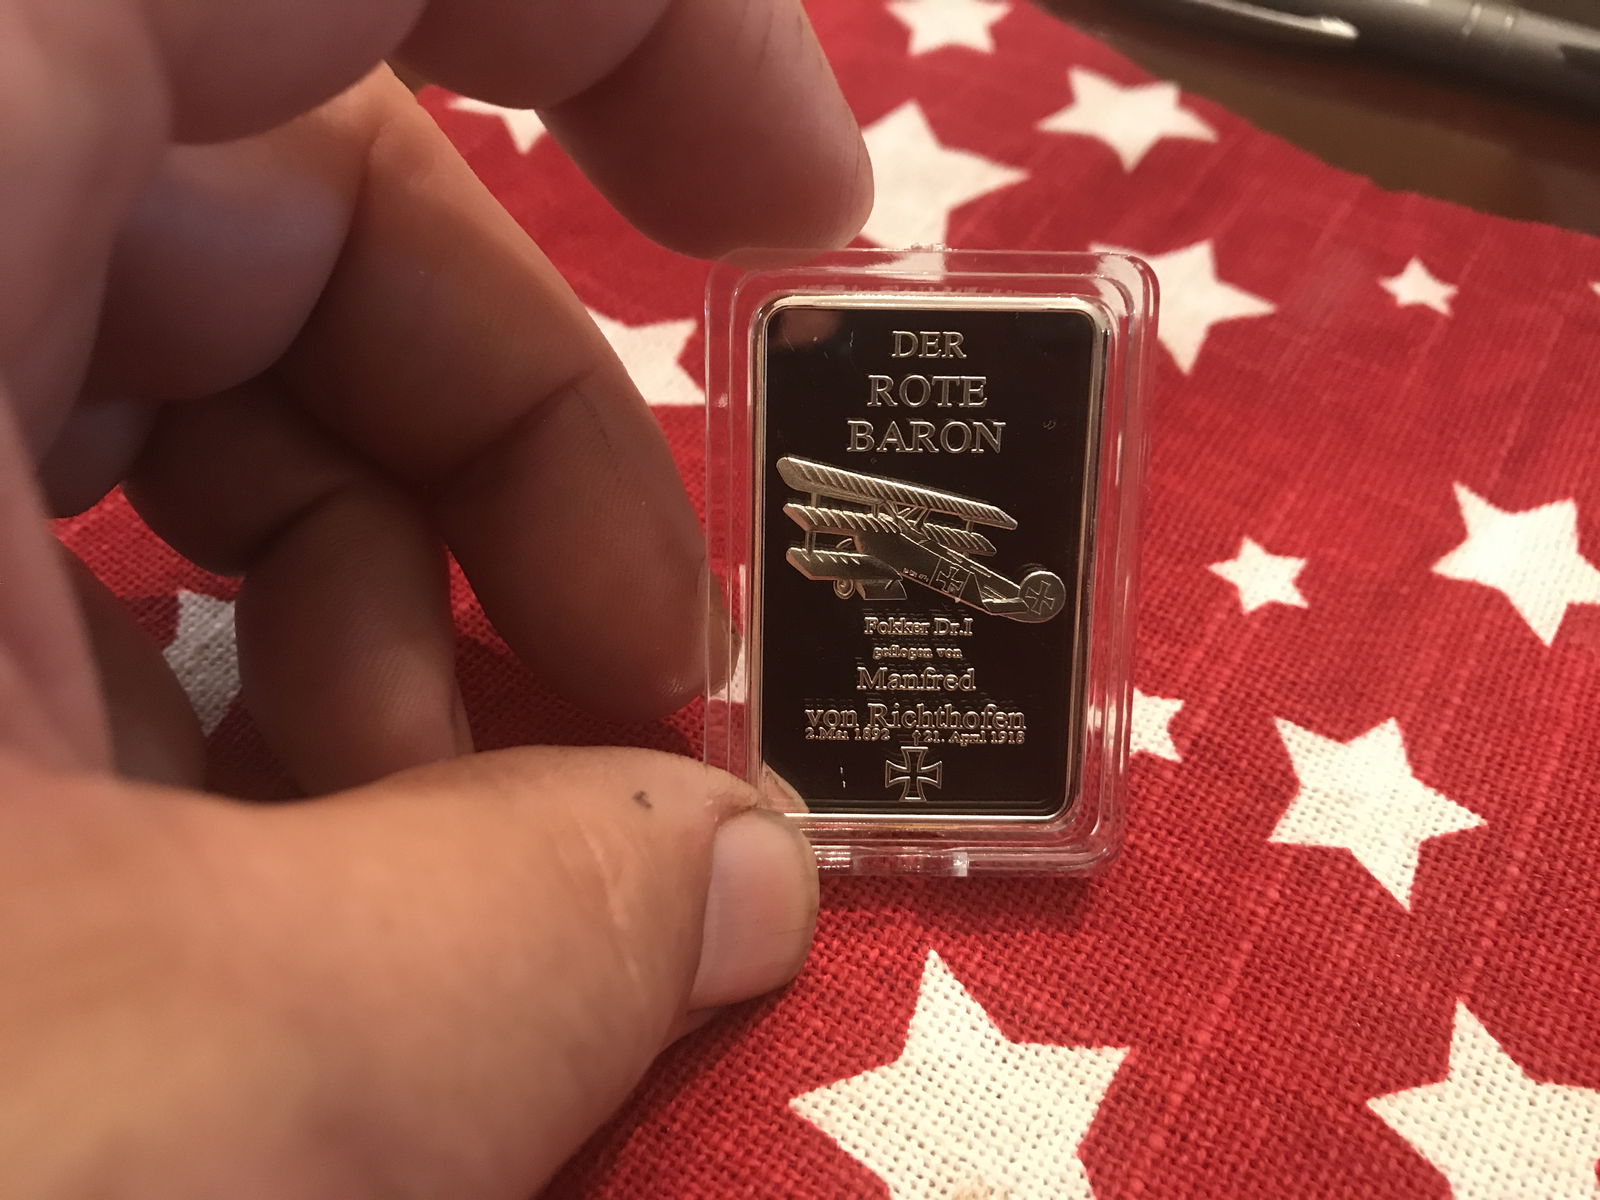 DER
ROTE
BARON
Fokker Dr.I
geflogen von
Manfred
von Richthofen
2.Mai 1892 †21. April 1918